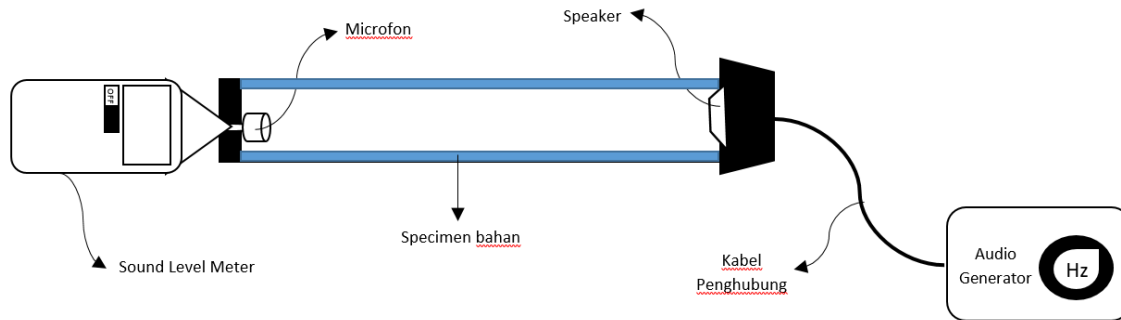 Speaker
Microfon
OFF
Specimen bahan
Sound Level Meter
Kabel
Penghubung
Audio
Generator
Hz